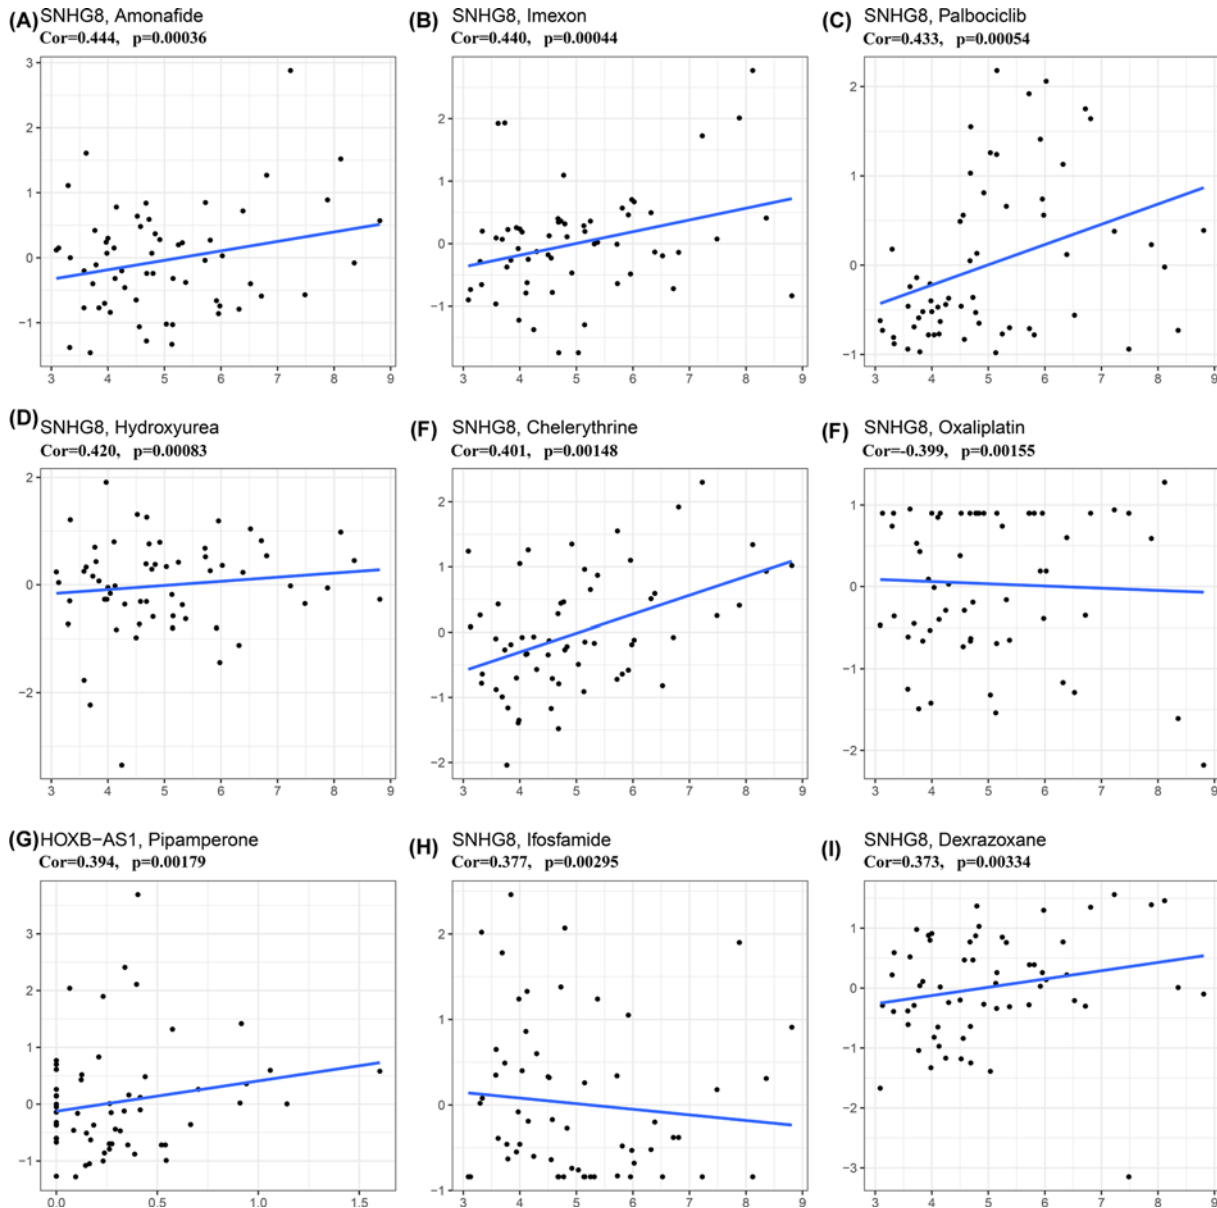 (A) SNHG8, Amonafide
Cor=0.444, p=0.00036
3
2
1
0
−1
3 4 5 6 7 8 9
(B) SNHG8, Imexon
Cor=0.440, p=0.00044
3
2
1
0
−1
3 4 5 6 7 8 9
(C) SNHG8, Palbociclib
Cor=0.433, p=0.00054
2
1
0
−1
3 4 5 6 7 8 9
(D) SNHG8, Hydroxyurea
Cor=0.420, p=0.00083
2
0
−2
3 4 5 6 7 8 9
(F) SNHG8, Chelerythrine
Cor=0.401, p=0.00148
2
1
0
−1
−2
3 4 5 6 7 8 9
(F) SNHG8, Oxaliplatin
Cor=-0.399, p=0.00155
1
0
−1
−2
3 4 5 6 7 8 9
(G) HOXB−AS1, Pipamperone
Cor=0.394, p=0.00179
3
2
1
0
−1
0.0 0.5 1.0 1.5
(H) SNHG8, Ifosfamide
Cor=0.377, p=0.00295
2
1
0
−1
3 4 5 6 7 8 9
(I) SNHG8, Dexrazoxane
Cor=0.373, p=0.00334
1
0
−1
−2
−3
3 4 5 6 7 8 9